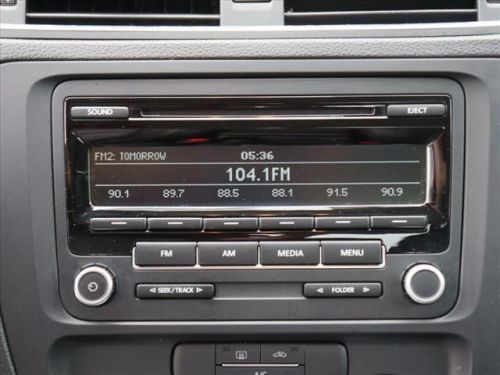 SOUND EJECT
FM2: TOMORROW 05:36
104.1FM
90.1 89.7 88.5 88.1 91.5 90.9
FM AM MEDIA MENU
SEEK/TRACK FOLDER
A/C